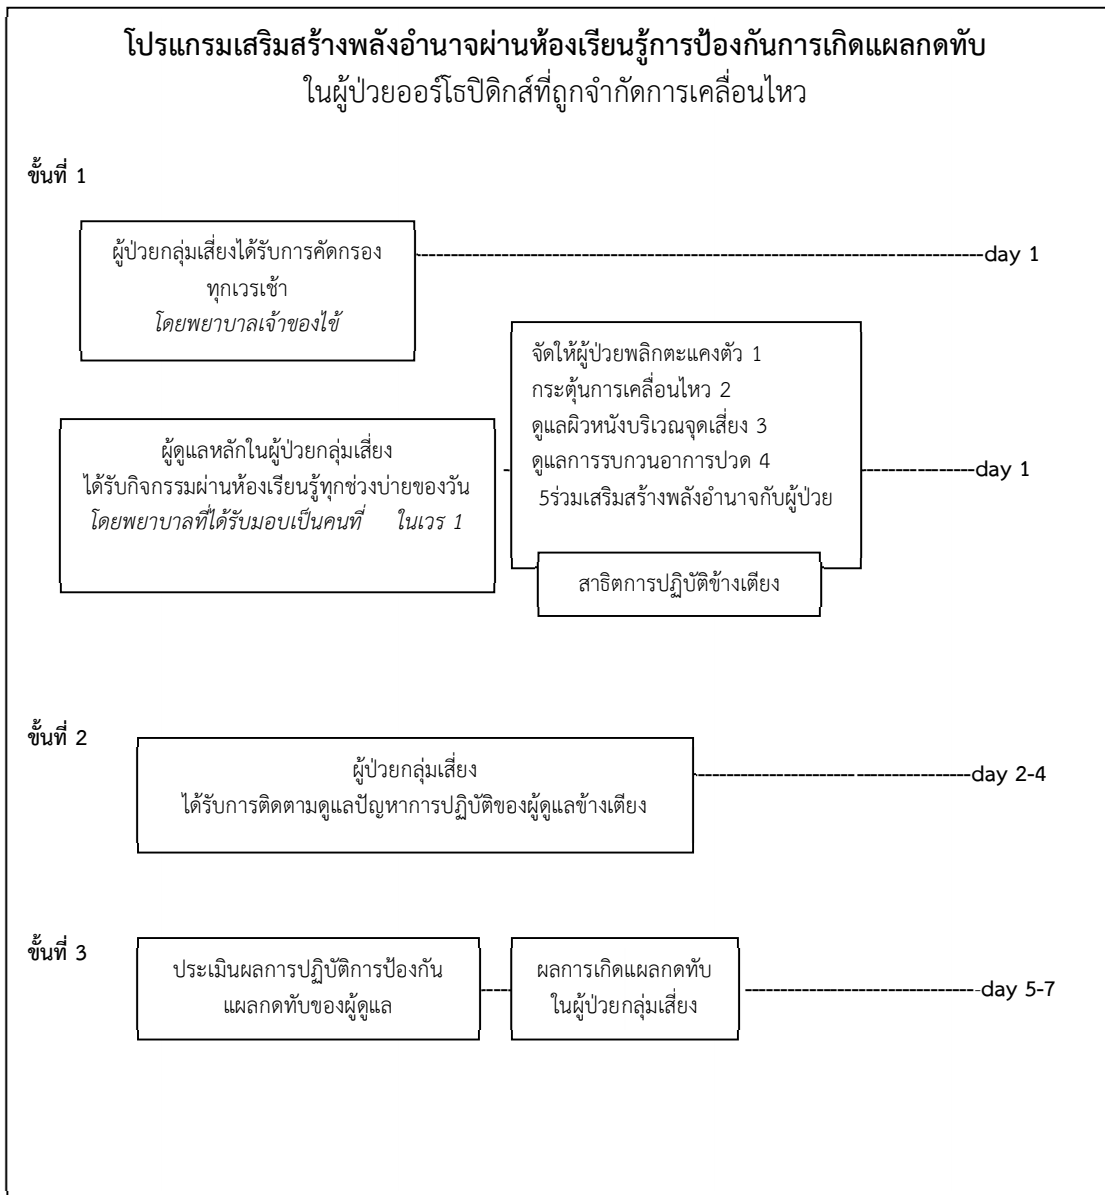 โปรแกรมเสริมสร้างพลังอำนาจผ่านห้องเรียนรู้การป้องกันการเกิดแผลกดทับ
ในผู้ป่วยออร์โธปิดิกส์ที่ถูกจำกัดการเคลื่อนไหว
ขั้นที่ 1
ผู้ป่วยกลุ่มเสี่ยงได้รับการคัดกรอง
ทุกเวรเช้า
โดยพยาบาลเจ้าของไข้
day 1
ผู้ดูแลหลักในผู้ป่วยกลุ่มเสี่ยง
ได้รับกิจกรรมผ่านห้องเรียนรู้ทุกช่วงบ่ายของวัน
โดยพยาบาลที่ได้รับมอบเป็นคนที่ ในเวร 1
จัดให้ผู้ป่วยพลิกตะแคงตัว 1
กระตุ้นการเคลื่อนไหว 2
ดูแลผิวหนังบริเวณจุดเสี่ยง 3
ดูแลการรบกวนอาการปวด 4
5ร่วมเสริมสร้างพลังอำนาจกับผู้ป่วย
day 1
สาธิตการปฏิบัติข้างเตียง
ขั้นที่ 2
ผู้ป่วยกลุ่มเสี่ยง
ได้รับการติดตามดูแลปัญหาการปฏิบัติของผู้ดูแลข้างเตียง
day 2-4
ขั้นที่ 3
ประเมินผลการปฏิบัติการป้องกัน
แผลกดทับของผู้ดูแล
ผลการเกิดแผลกดทับ
ในผู้ป่วยกลุ่มเสี่ยง
day 5-7